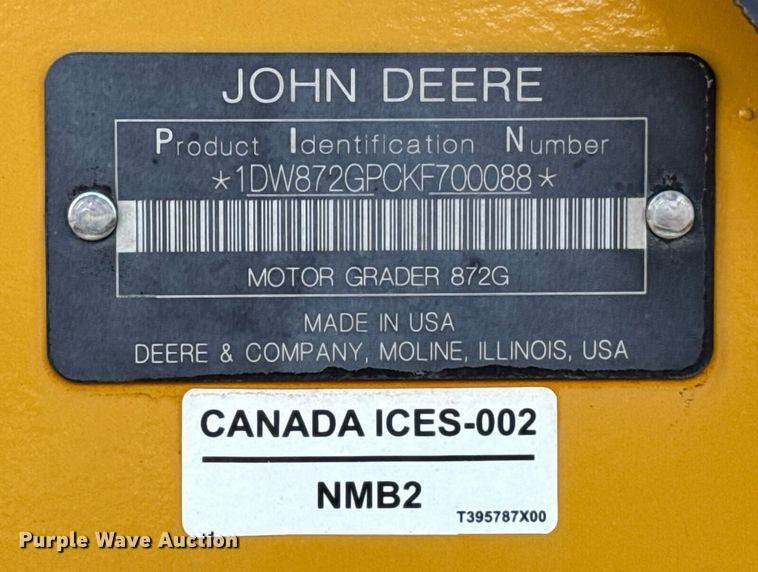 JOHN DEERE
Product Identification Number
*1DW872GPCKF700088*
MOTOR GRADER 872G
MADE IN USA
DEERE & COMPANY, MOLINE, ILLINOIS, USA
CANADA ICES-002
NMB2
T395787X00
Purple Wave Auction